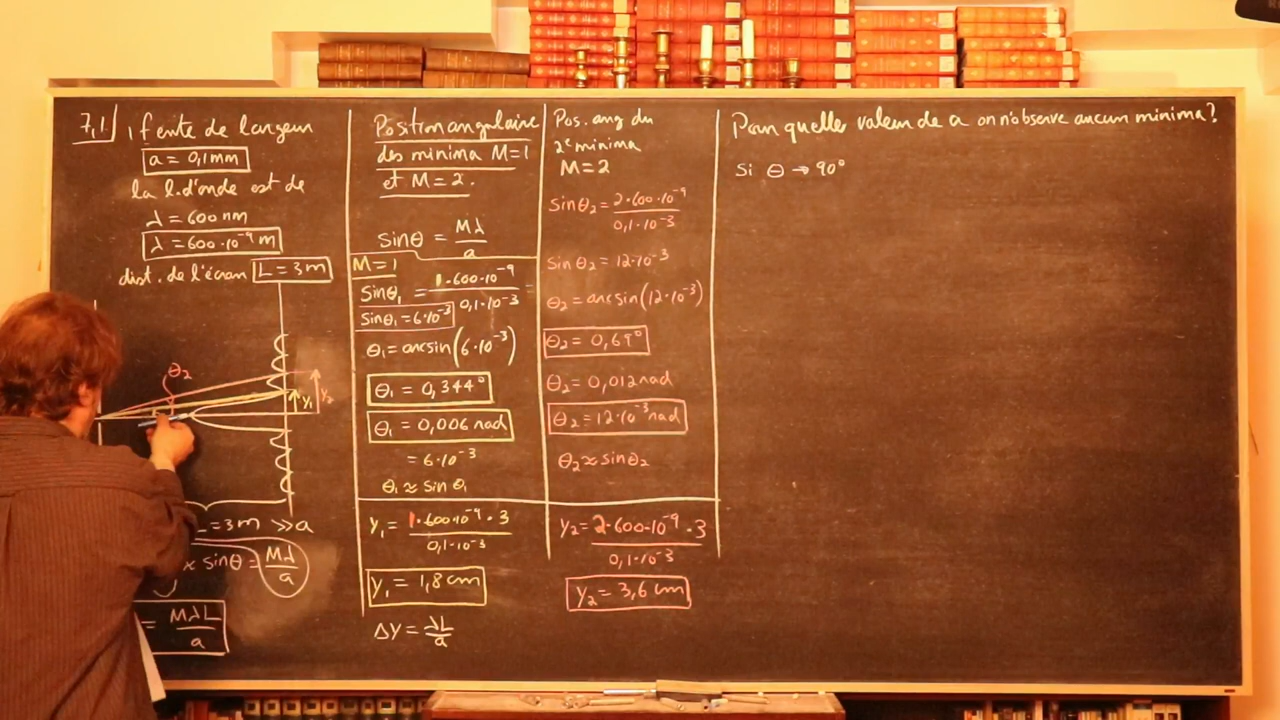 7,1 1 fente de largeur
a = 0,1mm
la l. d'onde est de
λ = 600 nm
λ = 600·10⁻⁹ m
dist. de l'écran L = 3m
θ₂
y₁ y₂
L = 3m >> a
≈ sinθ = Mλ/a
= MλL/a
Position angulaire
des minima M=1
et M=2.
sinθ = Mλ/a
M=1
Sinθ₁ = 1·600·10⁻⁹/0,1·10⁻³
Sinθ₁ = 6·10⁻³
θ₁ = arcsin(6·10⁻³)
θ₁ = 0,344°
θ₁ = 0,006 rad
= 6·10⁻³
θ₁ ≈ sin θ₁
y₁ = 1·600·10⁻⁹·3/0,1·10⁻³
y₁ = 1,8 cm
Δy = λL/a
Pos. ang du
2ᵉ minima
M=2
sinθ₂ = 2·600·10⁻⁹/0,1·10⁻³
Sinθ₂ = 12·10⁻³
θ₂ = arcsin(12·10⁻³)
θ₂ = 0,69°
θ₂ = 0,012 rad
θ₂ = 12·10⁻³ rad
θ₂ ≈ sinθ₂
y₂ = 2·600·10⁻⁹·3/0,1·10⁻³
y₂ = 3,6 cm
Pour quelle valeur de a on n'observe aucun minima?
Si θ → 90°